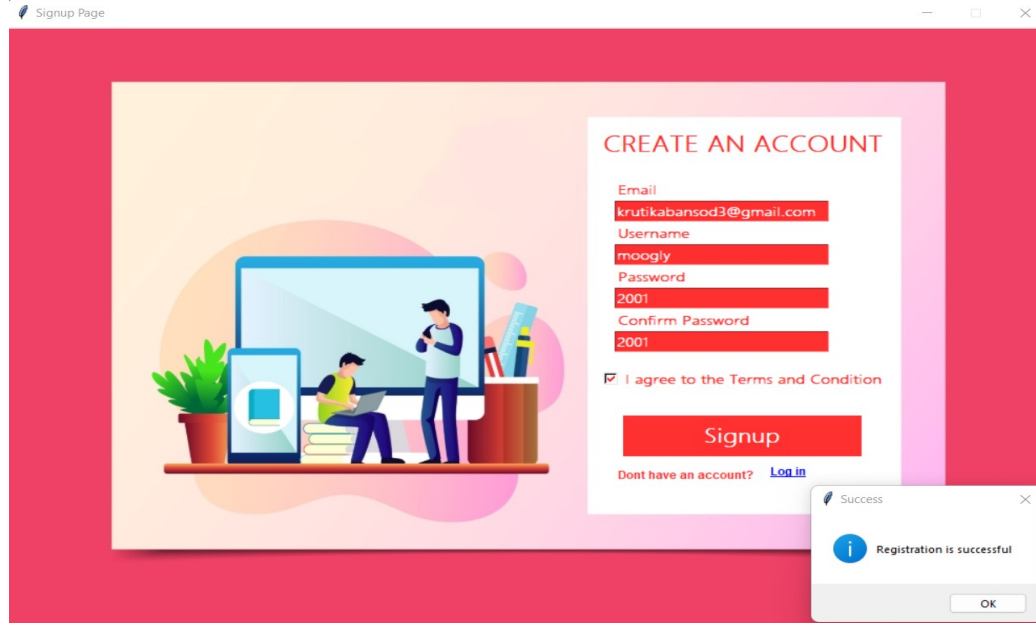 Signup Page
CREATE AN ACCOUNT
Email
krutikabansod3@gmail.com
Username
moogly
Password
2001
Confirm Password
2001
I agree to the Terms and Condition
Signup
Dont have an account? Log in
Success
Registration is successful
OK